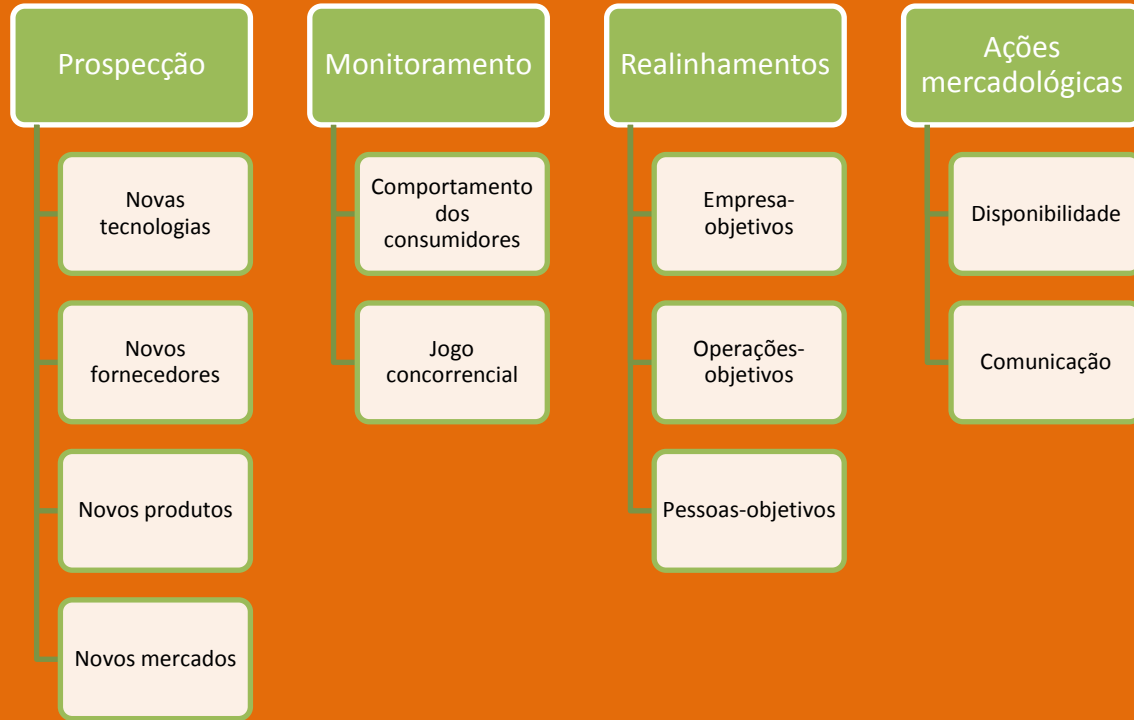 Prospecção
Novas
tecnologias
Novos
fornecedores
Novos produtos
Novos mercados
Monitoramento
Comportamento
dos
consumidores
Jogo
concorrencial
Realinhamentos
Empresa-
objetivos
Operações-
objetivos
Pessoas-objetivos
Ações
mercadológicas
Disponibilidade
Comunicação